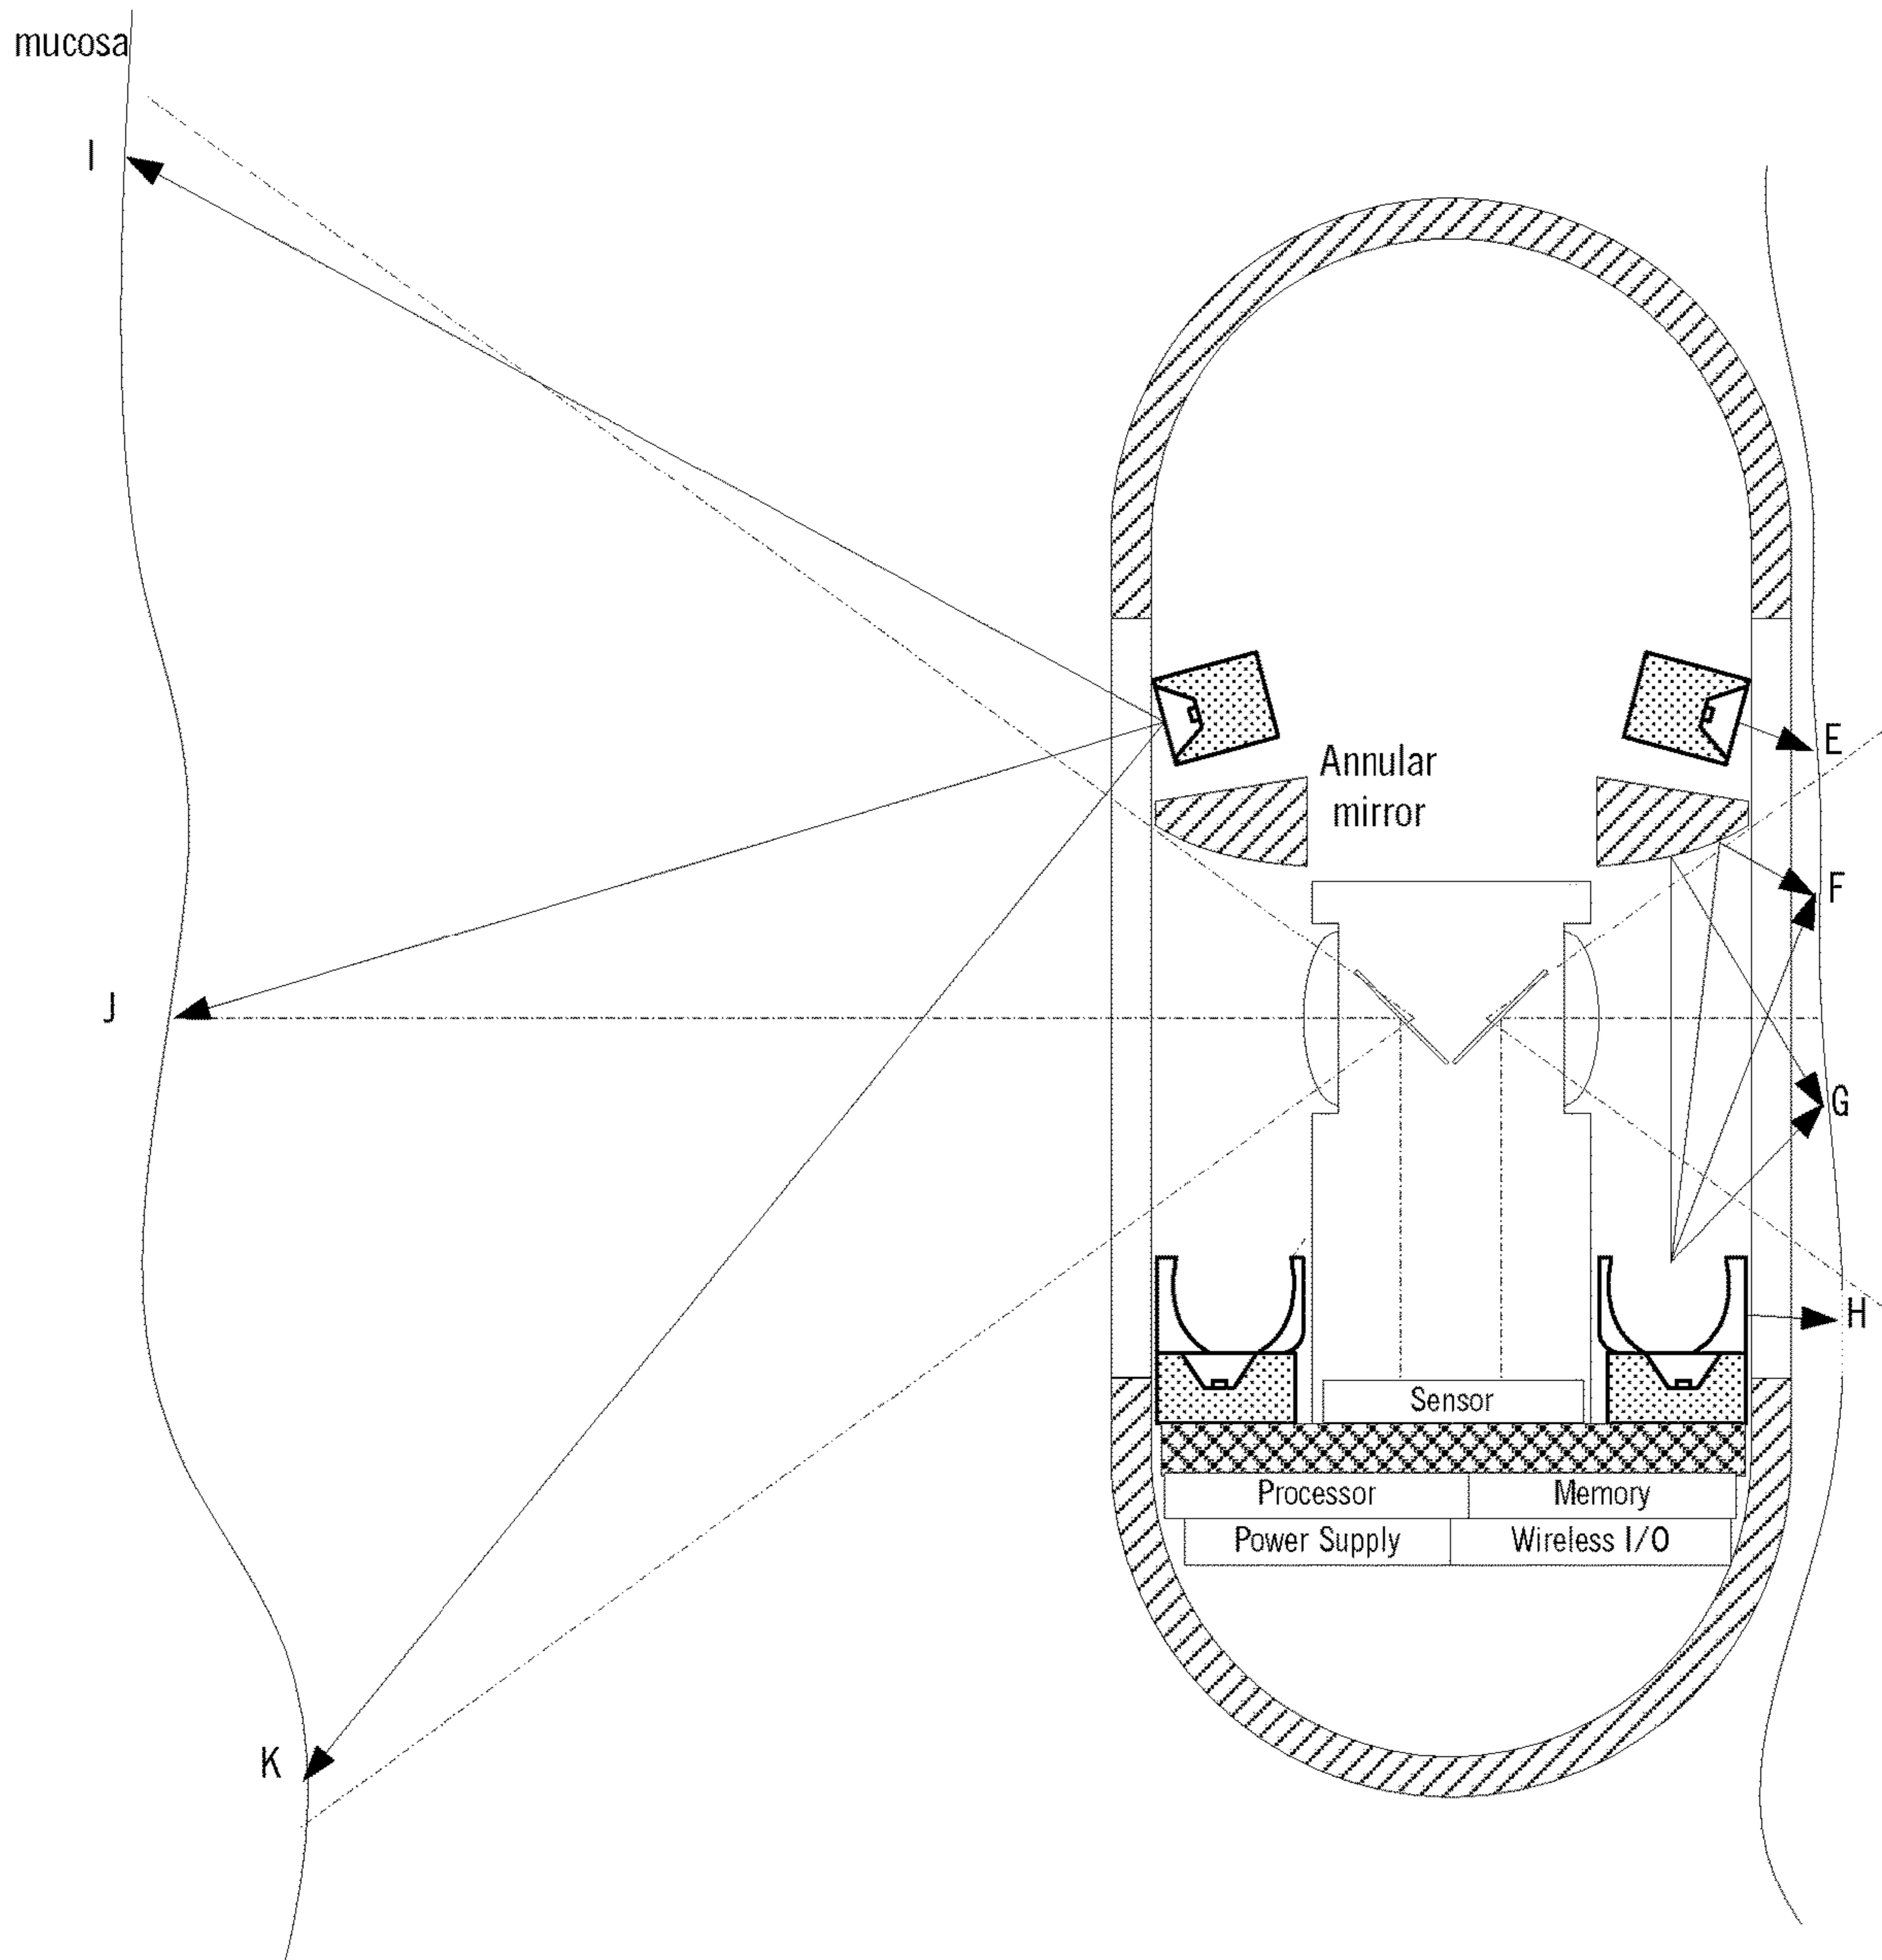 mucosa
I
E
Annular
mirror
F
J
G
H
Sensor
Processor
Memory
Power Supply
Wireless I/O
K